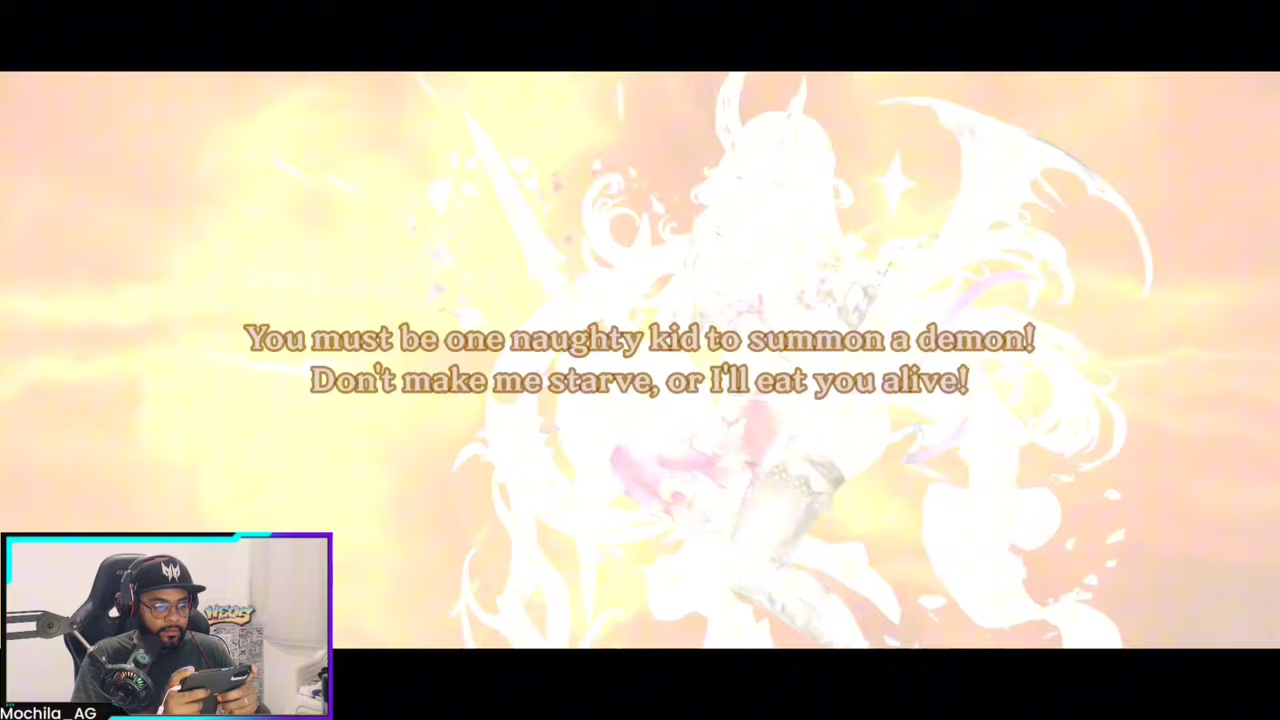 You must be one naughty kid to summon a demon!
Don't make me starve, or I'll eat you alive!
NEOS
Mochila_AG